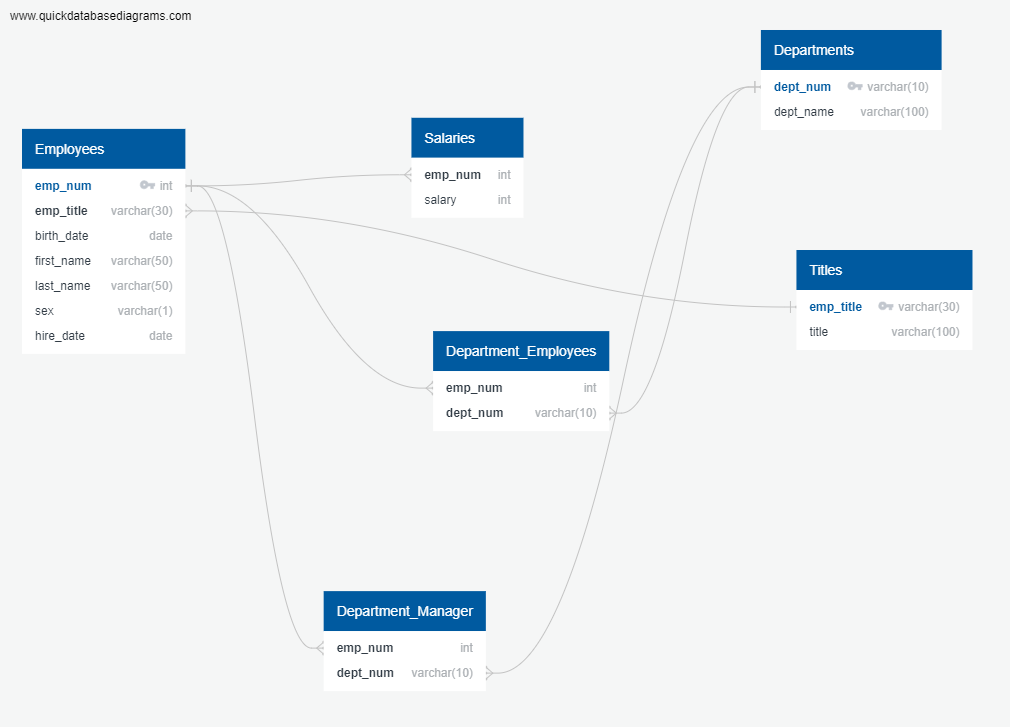 www.quickdatabasediagrams.com
Employees
emp_num int
emp_title varchar(30)
birth_date date
first_name varchar(50)
last_name varchar(50)
sex varchar(1)
hire_date date
Salaries
emp_num int
salary int
Departments
dept_num varchar(10)
dept_name varchar(100)
Titles
emp_title varchar(30)
title varchar(100)
Department_Employees
emp_num int
dept_num varchar(10)
Department_Manager
emp_num int
dept_num varchar(10)